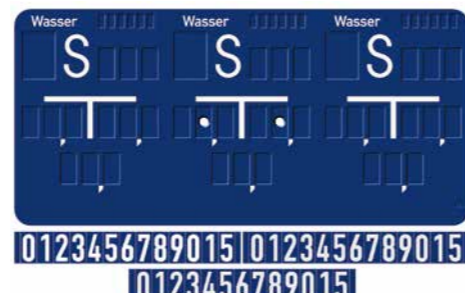 Wasser Wasser Wasser
S S S
T T T
, , , , , ,
, , ,
0123456789015 0123456789015
0123456789015